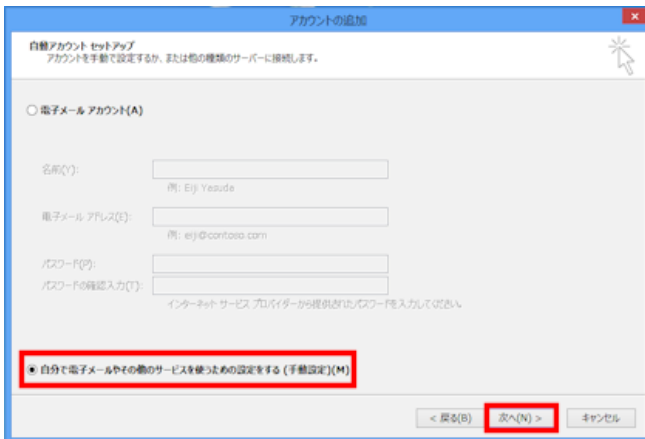 アカウントの追加
自動アカウント セットアップ
アカウントを手動で設定するか、または他の種類のサーバーに接続します。
電子メール アカウント(A)
名前(Y):
例: Eiji Yasuda
電子メール アドレス(E):
例: eiji@contoso.com
パスワード(P):
パスワードの確認入力(T):
インターネット サービス プロバイダーから提供されたパスワードを入力してください。
自分で電子メールやその他のサービスを使うための設定をする (手動設定)(M)
< 戻る(B)
次へ(N) >
キャンセル